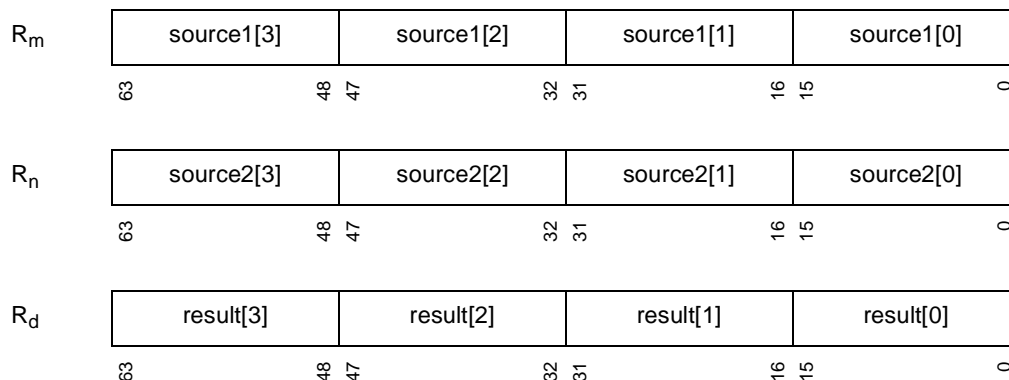 Rm source1[3] source1[2] source1[1] source1[0]
63 48 47 32 31 16 15 0
Rn source2[3] source2[2] source2[1] source2[0]
63 48 47 32 31 16 15 0
Rd result[3] result[2] result[1] result[0]
63 48 47 32 31 16 15 0